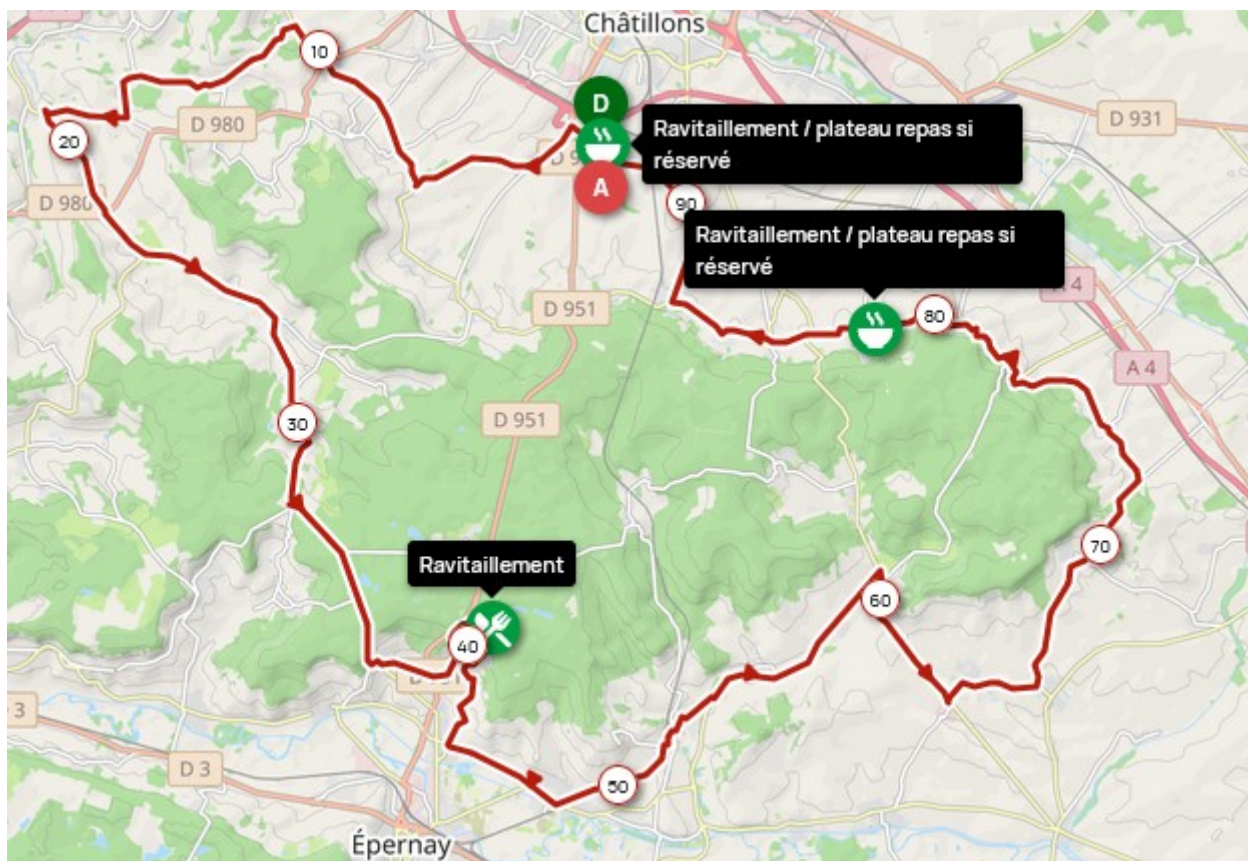 Châtillons
10
D
D 931
D 980
Ravitaillement / plateau repas si
réservé
20
A
D 980
90
Ravitaillement / plateau repas si
réservé
A 4
D 951
80
A 4
D 951
30
70
Ravitaillement
60
40
3
D 3
50
Épernay